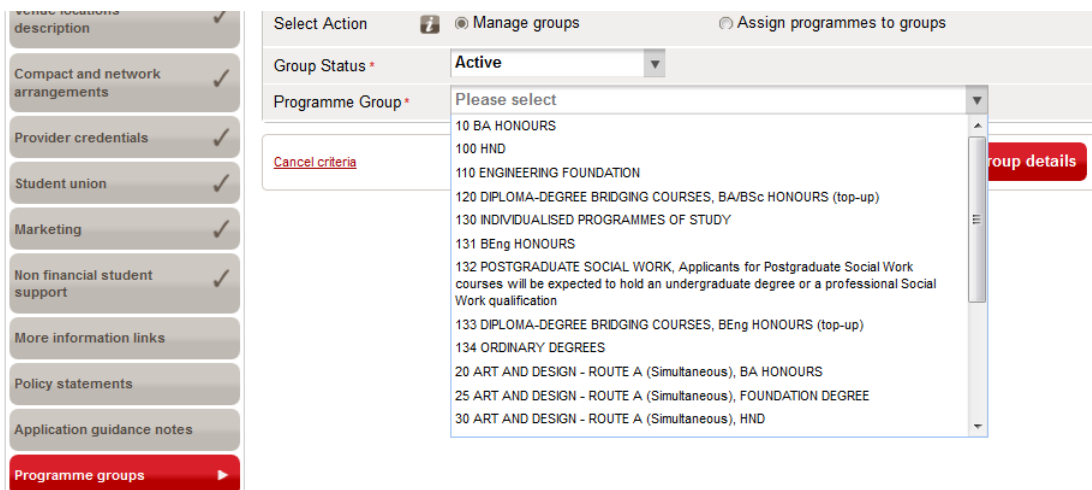 Venue locations
description
Compact and network
arrangements
Provider credentials
Student union
Marketing
Non financial student
support
More information links
Policy statements
Application guidance notes
Programme groups
Select Action i Manage groups Assign programmes to groups
Group Status * Active
Programme Group * Please select
10 BA HONOURS
100 HND
110 ENGINEERING FOUNDATION
120 DIPLOMA-DEGREE BRIDGING COURSES, BA/BSc HONOURS (top-up)
130 INDIVIDUALISED PROGRAMMES OF STUDY
131 BEng HONOURS
132 POSTGRADUATE SOCIAL WORK, Applicants for Postgraduate Social Work
courses will be expected to hold an undergraduate degree or a professional Social
Work qualification
133 DIPLOMA-DEGREE BRIDGING COURSES, BEng HONOURS (top-up)
134 ORDINARY DEGREES
20 ART AND DESIGN - ROUTE A (Simultaneous), BA HONOURS
25 ART AND DESIGN - ROUTE A (Simultaneous), FOUNDATION DEGREE
30 ART AND DESIGN - ROUTE A (Simultaneous), HND
Cancel criteria
roup details